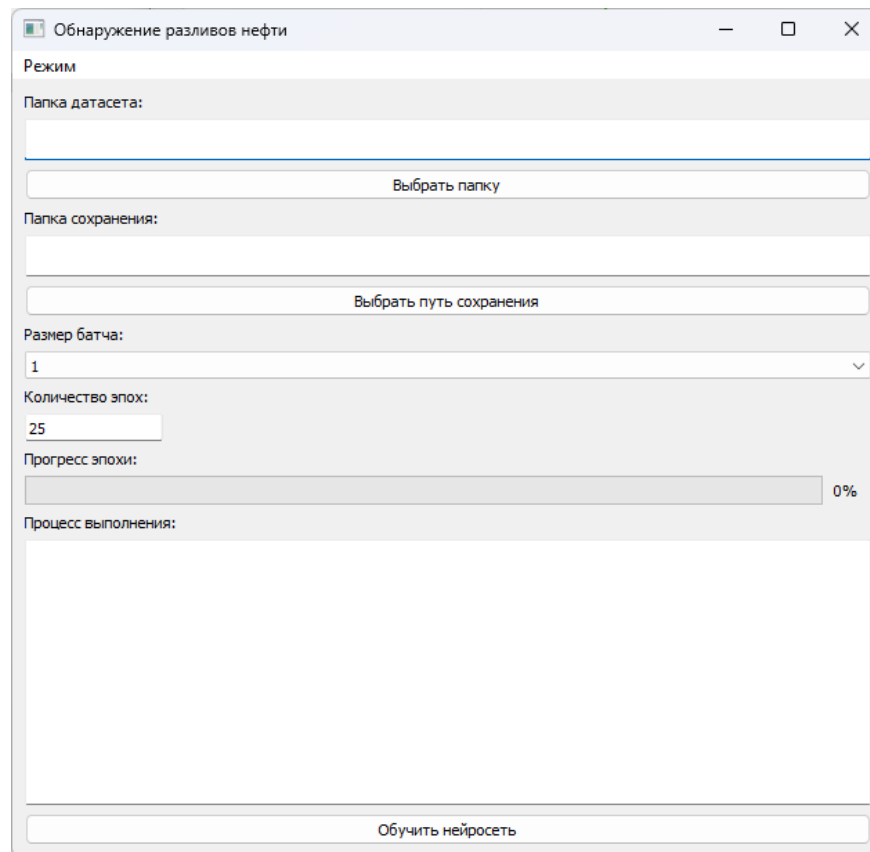 Обнаружение разливов нефти
Режим
Папка датасета:
Выбрать папку
Папка сохранения:
Выбрать путь сохранения
Размер батча:
1
Количество эпох:
25
Прогресс эпохи:
0%
Процесс выполнения:
Обучить нейросеть